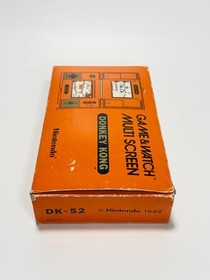 GAME&WATCH
MULTI SCREEN
DONKEY KONG
Nintendo
DK-52
© Nintendo 1982